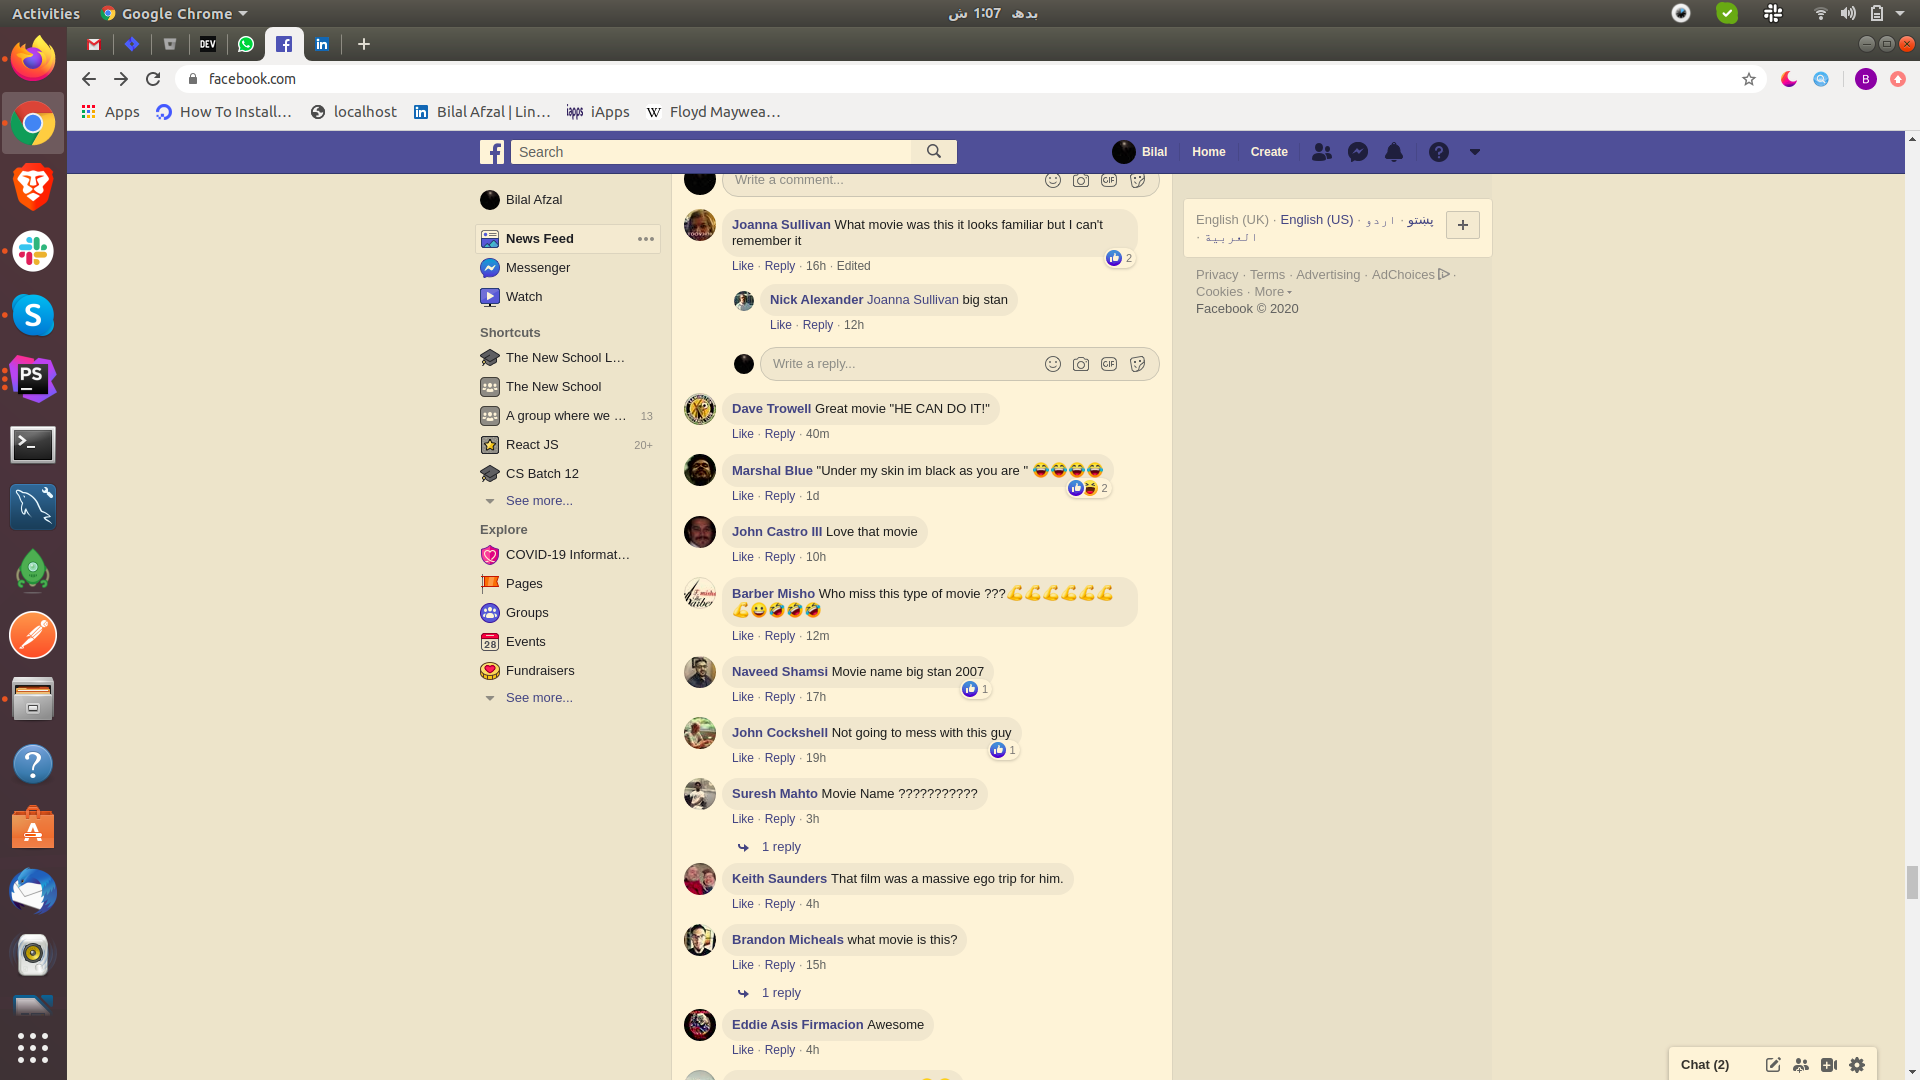 Activities
Google Chrome
بدھ 1:07 ش
DEV
facebook.com
B
Apps
How To Install...
localhost
Bilal Afzal | Lin...
iApps
Floyd Maywea...
Search
Bilal
Home
Create
Bilal Afzal
News Feed
Messenger
Watch
Shortcuts
The New School L...
The New School
A group where we ... 13
React JS 20+
CS Batch 12
See more...
Explore
COVID-19 Informat...
Pages
Groups
Events
Fundraisers
See more...
Write a comment...
GIF
Joanna Sullivan What movie was this it looks familiar but I can't
remember it
2
Like · Reply · 16h · Edited
Nick Alexander Joanna Sullivan big stan
Like · Reply · 12h
Write a reply...
GIF
Dave Trowell Great movie "HE CAN DO IT!"
Like · Reply · 40m
Marshal Blue "Under my skin im black as you are " 😂😂😂😂
2
Like · Reply · 1d
John Castro III Love that movie
Like · Reply · 10h
Barber Misho Who miss this type of movie ???💪💪💪💪💪💪
💪😀🤣🤣🤣
Like · Reply · 12m
Naveed Shamsi Movie name big stan 2007
1
Like · Reply · 17h
John Cockshell Not going to mess with this guy
1
Like · Reply · 19h
Suresh Mahto Movie Name ???????????
Like · Reply · 3h
1 reply
Keith Saunders That film was a massive ego trip for him.
Like · Reply · 4h
Brandon Micheals what movie is this?
Like · Reply · 15h
1 reply
Eddie Asis Firmacion Awesome
Like · Reply · 4h
English (UK) · English (US) · اردو · پښتو
العربية ·
Privacy · Terms · Advertising · AdChoices ·
Cookies · More
Facebook © 2020
Chat (2)
PS
28